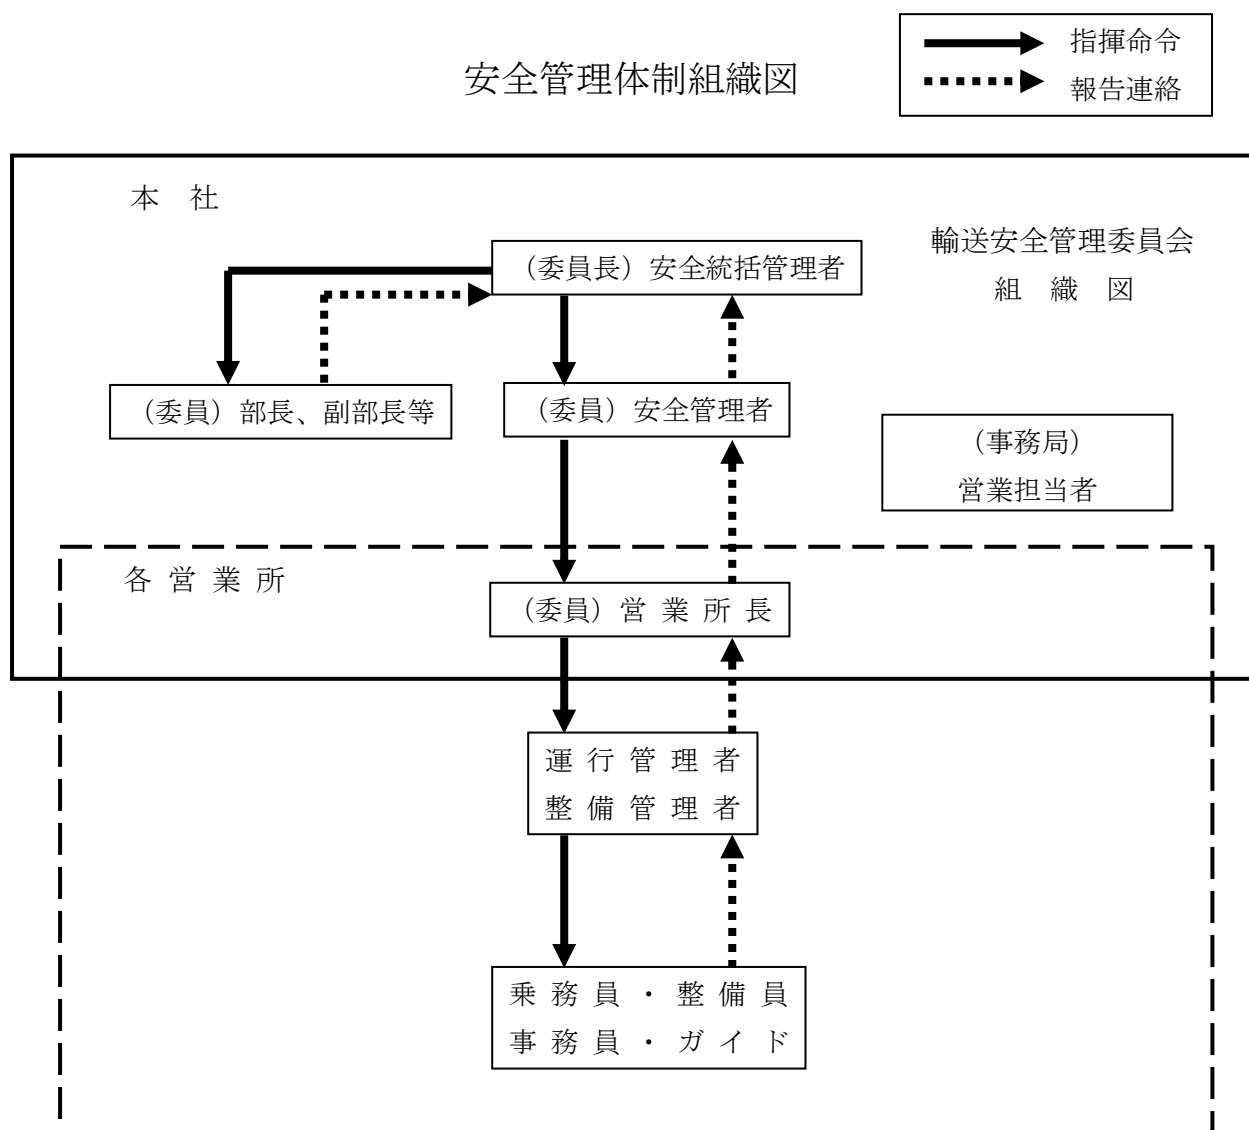 安全管理体制組織図
指揮命令
報告連絡
本 社
輸送安全管理委員会
組 織 図
（委員長）安全統括管理者
（委員）部長、副部長等
（委員）安全管理者
（事務局）
営業担当者
各 営 業 所
（委員）営 業 所 長
運 行 管 理 者
整 備 管 理 者
乗 務 員 ・ 整 備 員
事 務 員 ・ ガ イ ド